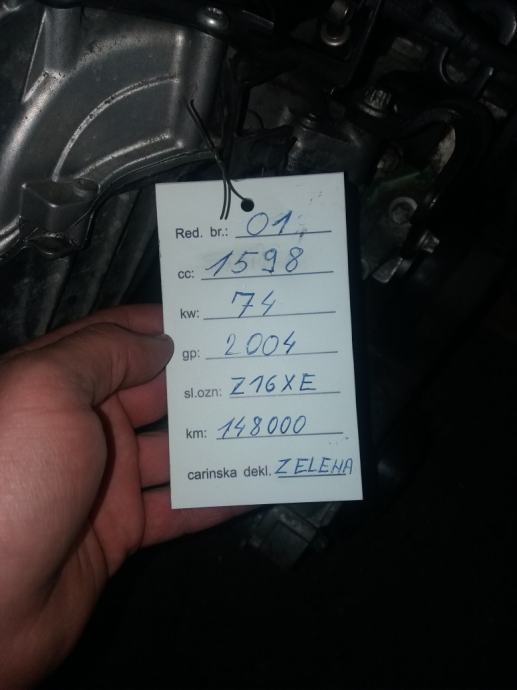 Red. br.: 01
cc: 1598
kw: 74
gp: 2004
sl.ozn: Z16XE
km: 148000
carinska dekl. ZELENA